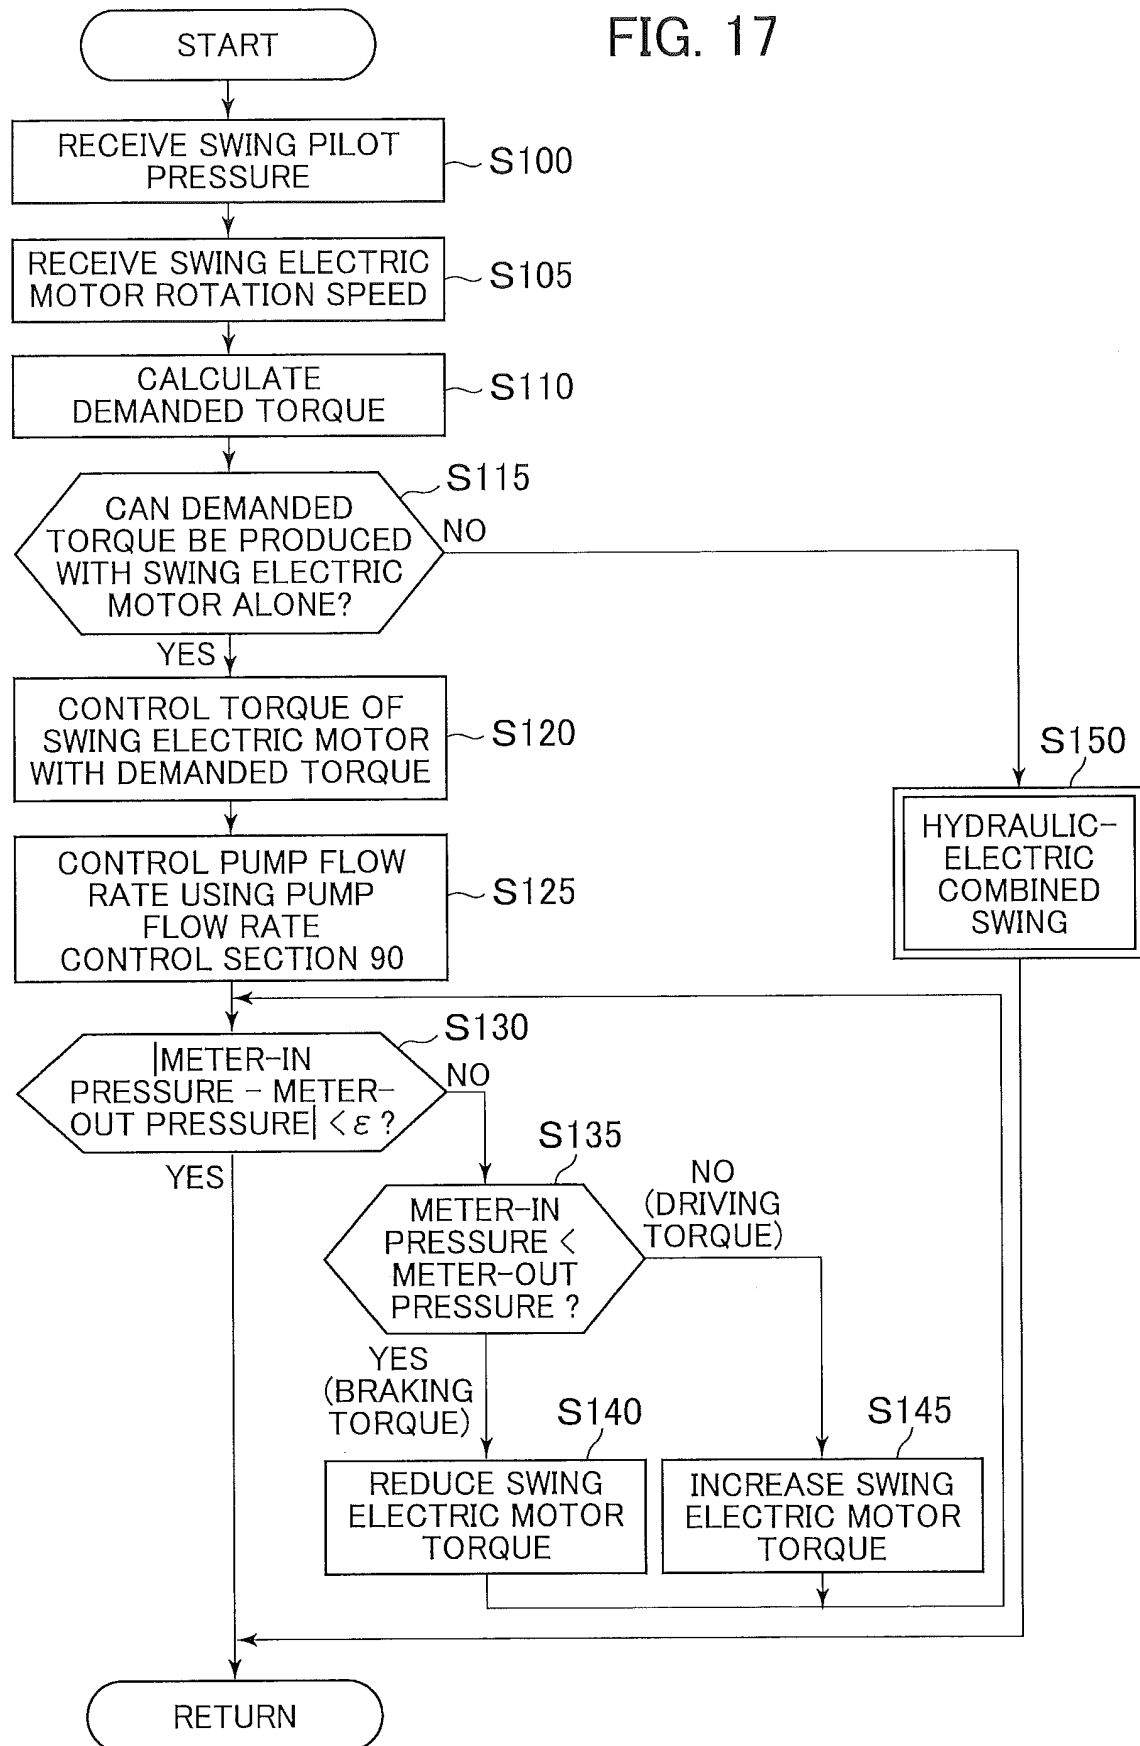 FIG. 17
START
RECEIVE SWING PILOT
PRESSURE
S100
RECEIVE SWING ELECTRIC
MOTOR ROTATION SPEED
S105
CALCULATE
DEMANDED TORQUE
S110
S115
CAN DEMANDED
TORQUE BE PRODUCED
WITH SWING ELECTRIC
MOTOR ALONE?
NO
YES
CONTROL TORQUE OF
SWING ELECTRIC MOTOR
WITH DEMANDED TORQUE
S120
S150
HYDRAULIC-
ELECTRIC
COMBINED
SWING
CONTROL PUMP FLOW
RATE USING PUMP
FLOW RATE
CONTROL SECTION 90
S125
S130
|METER-IN
PRESSURE - METER-
OUT PRESSURE| < ε ?
NO
YES
S135
METER-IN
PRESSURE <
METER-OUT
PRESSURE ?
NO
(DRIVING
TORQUE)
YES
(BRAKING
TORQUE)
S140
REDUCE SWING
ELECTRIC MOTOR
TORQUE
S145
INCREASE SWING
ELECTRIC MOTOR
TORQUE
RETURN